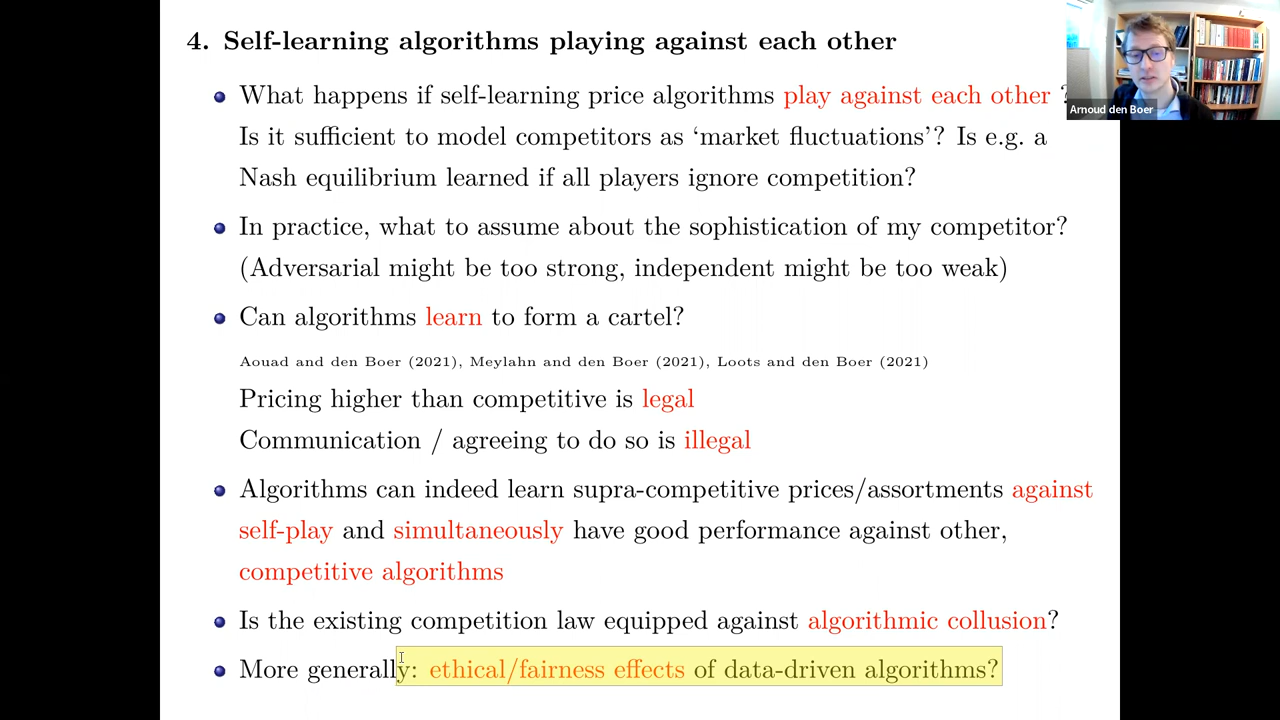 4. Self-learning algorithms playing against each other
What happens if self-learning price algorithms play against each other ?
Is it sufficient to model competitors as ‘market fluctuations’? Is e.g. a
Nash equilibrium learned if all players ignore competition?
In practice, what to assume about the sophistication of my competitor?
(Adversarial might be too strong, independent might be too weak)
Can algorithms learn to form a cartel?
Aouad and den Boer (2021), Meylahn and den Boer (2021), Loots and den Boer (2021)
Pricing higher than competitive is legal
Communication / agreeing to do so is illegal
Algorithms can indeed learn supra-competitive prices/assortments against
self-play and simultaneously have good performance against other,
competitive algorithms
Is the existing competition law equipped against algorithmic collusion?
More generally: ethical/fairness effects of data-driven algorithms?
Arnoud den Boer